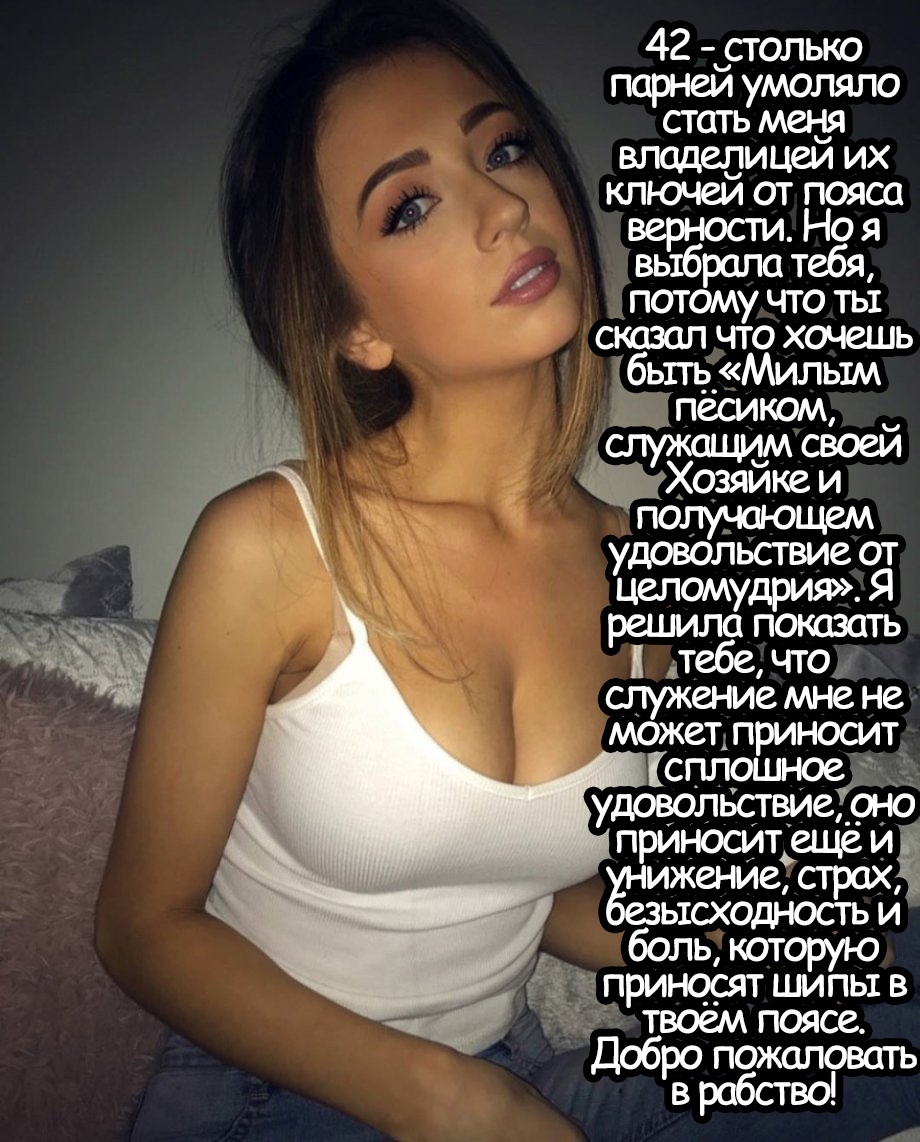 42 - столько
парней умоляло
стать меня
владелицей их
ключей от пояса
верности. Но я
выбрала тебя,
потому что ты
сказал что хочешь
быть «Милым
пёсиком,
служащим своей
Хозяйке и
получающем
удовольствие от
целомудрия». Я
решила показать
тебе, что
служение мне не
может приносит
сплошное
удовольствие, оно
приносит ещё и
унижение, страх,
безысходность и
боль, которую
приносят шипы в
твоём поясе.
Добро пожаловать
в рабство!